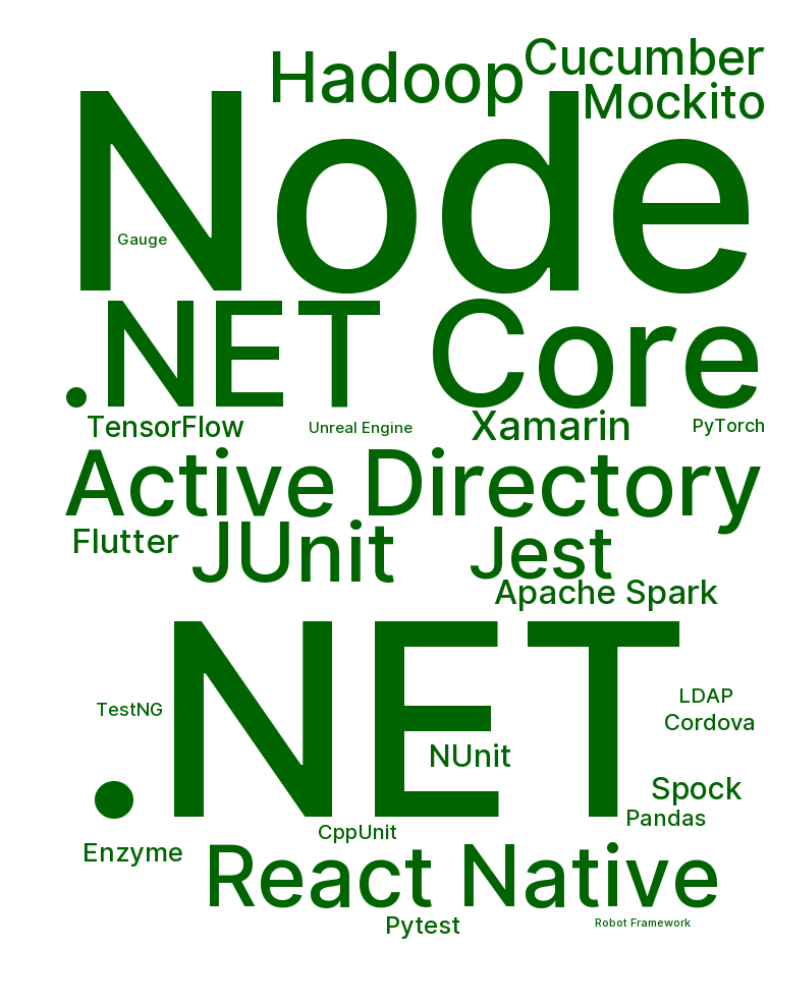 Cucumber
Hadoop
Mockito
Node
Gauge
.NET Core
TensorFlow
Unreal Engine
Xamarin
PyTorch
Active Directory
Flutter
JUnit
Jest
Apache Spark
.NET
TestNG
LDAP
Cordova
NUnit
Spock
Pandas
CppUnit
Enzyme
React Native
Pytest
Robot Framework